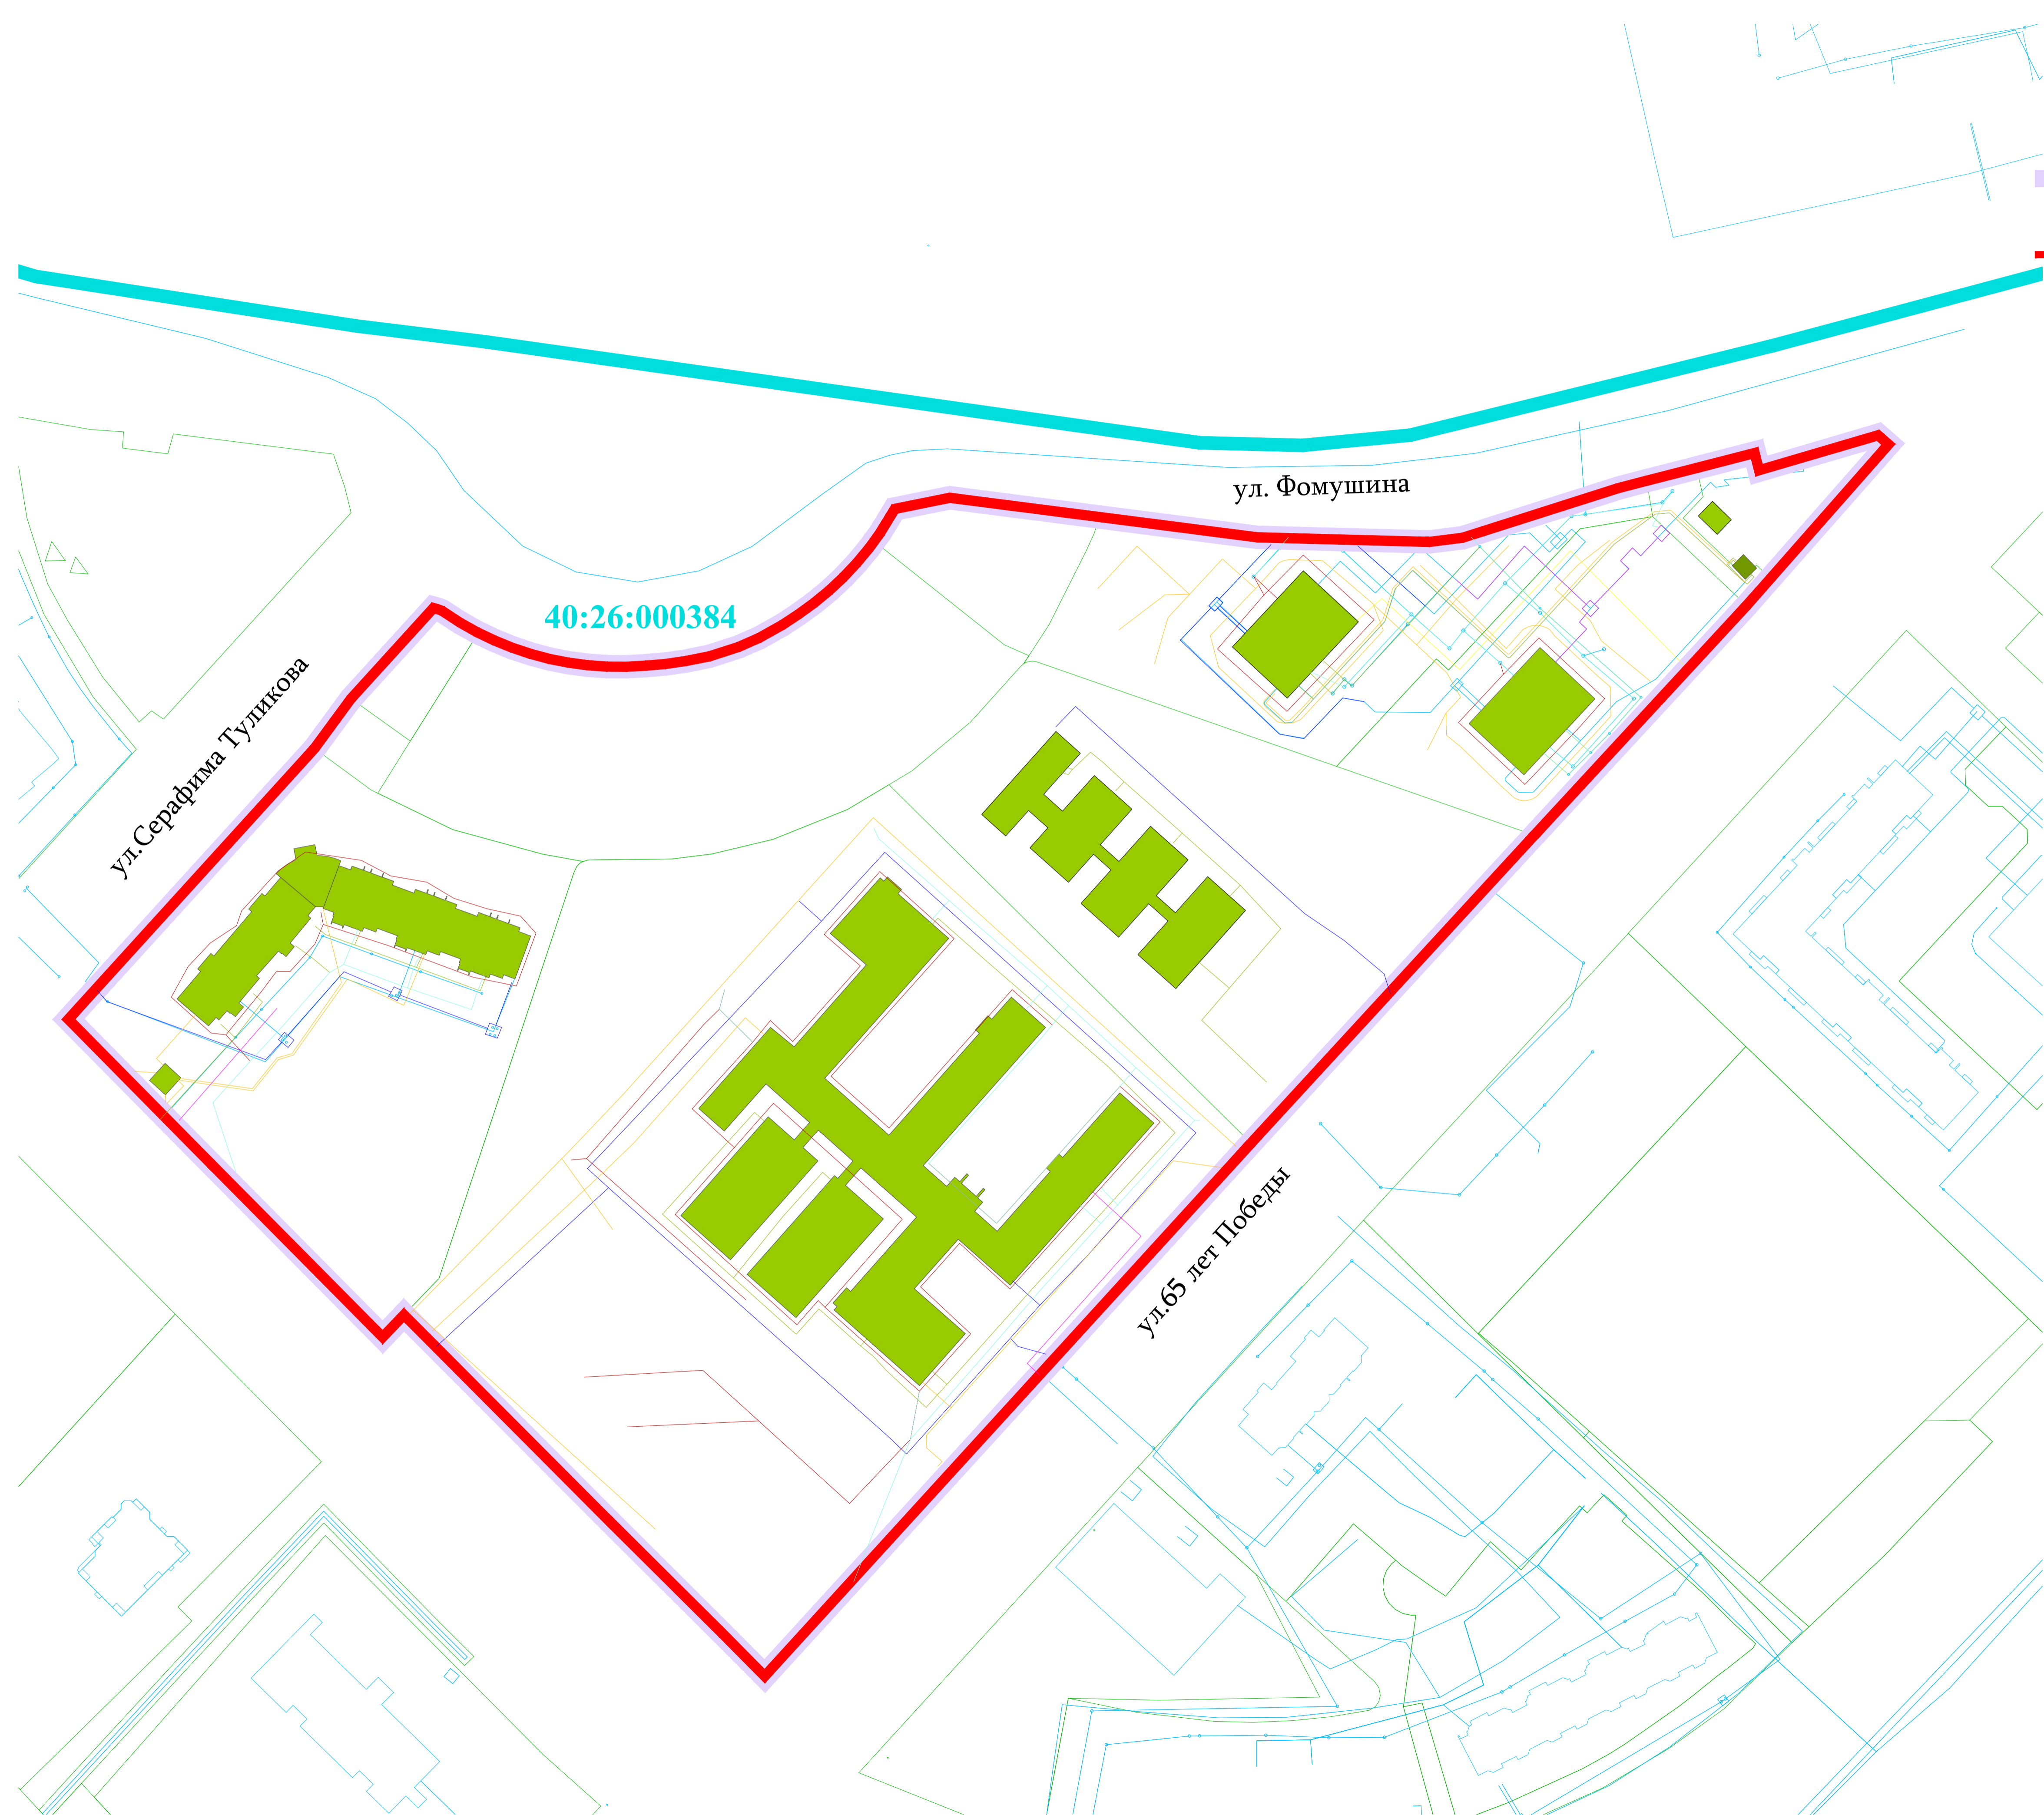 ул. Фомушина
40:26:000384
ул.Серафима Туликова
ул.65 лет Победы